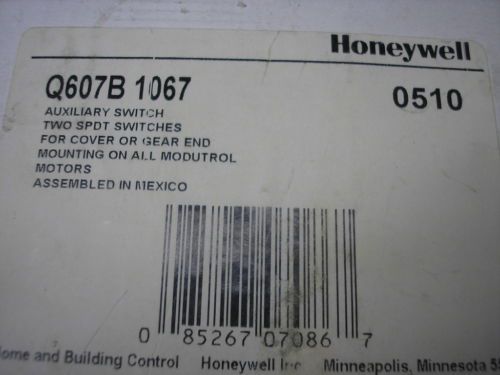 Honeywell
Q607B 1067 0510
AUXILIARY SWITCH
TWO SPDT SWITCHES
FOR COVER OR GEAR END
MOUNTING ON ALL MODUTROL
MOTORS
ASSEMBLED IN MEXICO
0 85267 07086 7
ome and Building Control Honeywell Inc Minneapolis, Minnesota 55